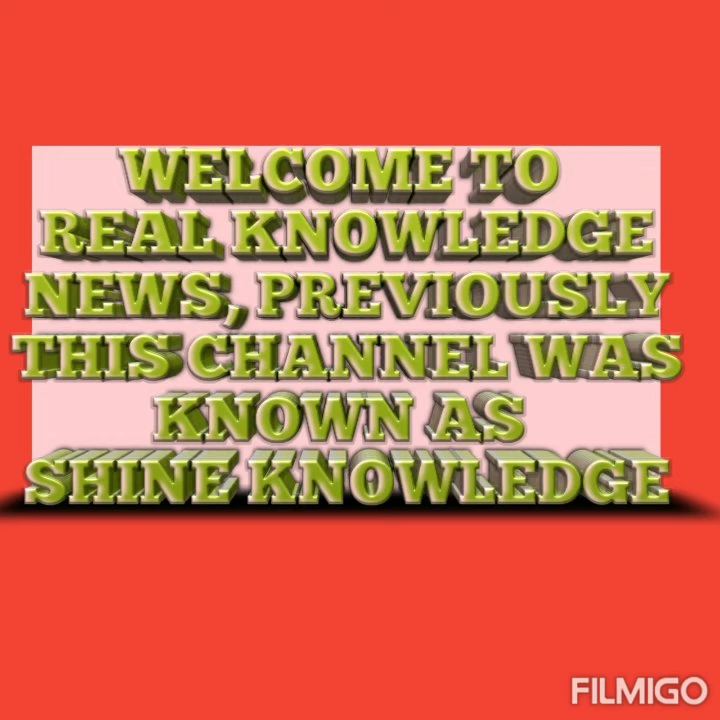 WELCOME TO
REAL KNOWLEDGE
NEWS, PREVIOUSLY
THIS CHANNEL WAS
KNOWN AS
SHINE KNOWLEDGE
FILMIGO